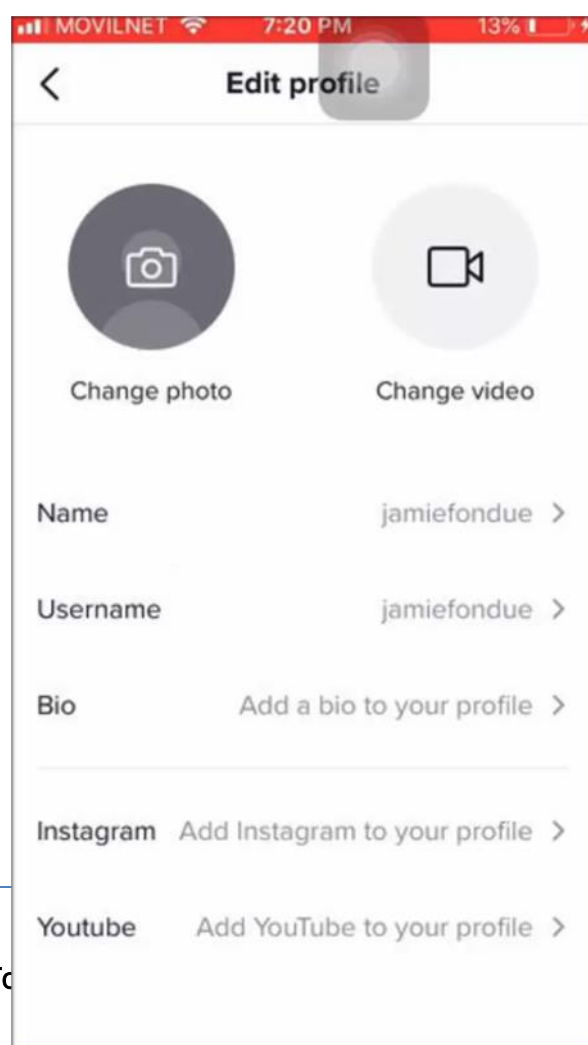 MOVILNET 7:20 PM 13%
Edit profile
Change photo Change video
Name jamiefondue
Username jamiefondue
Bio Add a bio to your profile
Instagram Add Instagram to your profile
Youtube Add YouTube to your profile